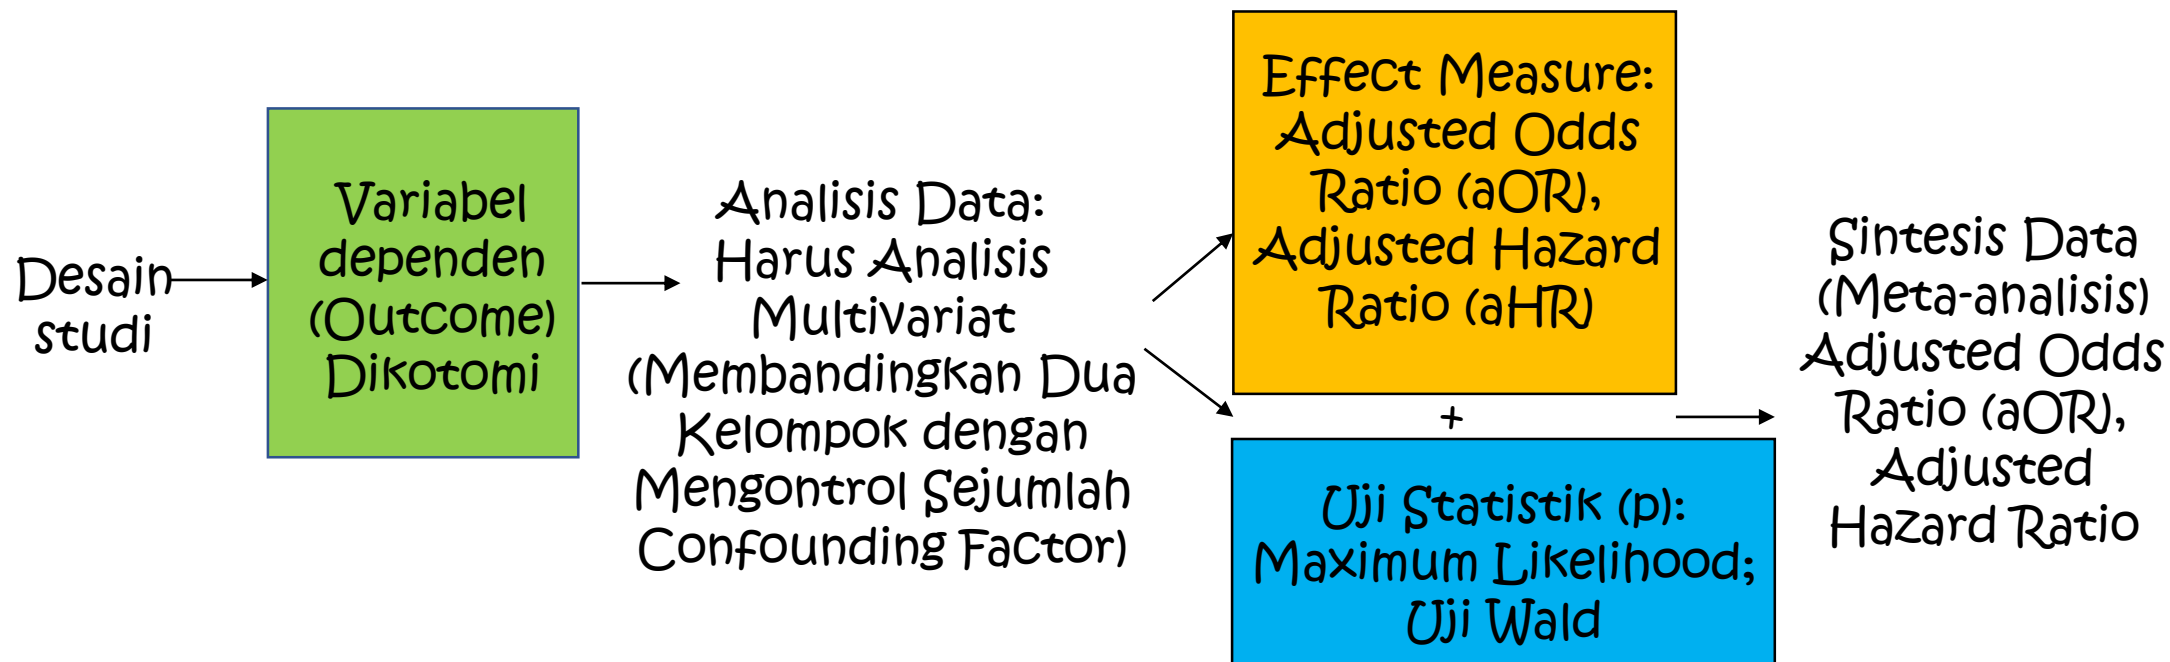 Desain
studi
Variabel
dependen
(Outcome)
Dikotomi
Analisis Data:
Harus Analisis
Multivariat
(Membandingkan Dua
Kelompok dengan
Mengontrol Sejumlah
Confounding Factor)
Effect Measure:
Adjusted Odds
Ratio (aOR),
Adjusted Hazard
Ratio (aHR)
+
Uji Statistik (p):
Maximum Likelihood;
Uji Wald
Sintesis Data
(Meta-analisis)
Adjusted Odds
Ratio (aOR),
Adjusted
Hazard Ratio